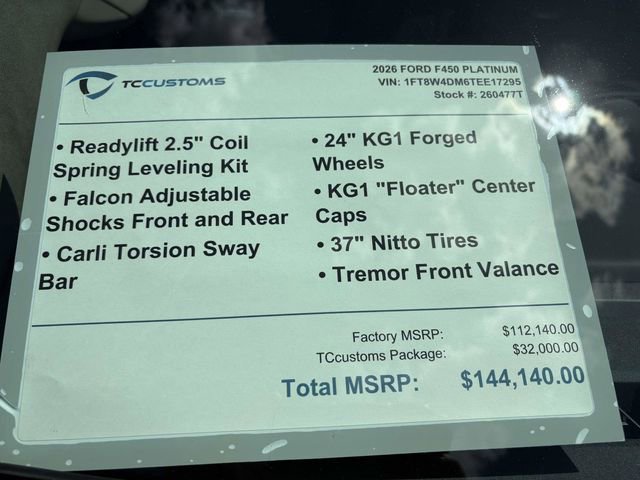 TCCUSTOMS
2026 FORD F450 PLATINUM
VIN: 1FT8W4DM6TEE17295
Stock #: 260477T
• Readylift 2.5" Coil
Spring Leveling Kit
• Falcon Adjustable
Shocks Front and Rear
• Carli Torsion Sway
Bar
• 24" KG1 Forged
Wheels
• KG1 "Floater" Center
Caps
• 37" Nitto Tires
• Tremor Front Valance
Factory MSRP: $112,140.00
TCcustoms Package: $32,000.00
Total MSRP: $144,140.00